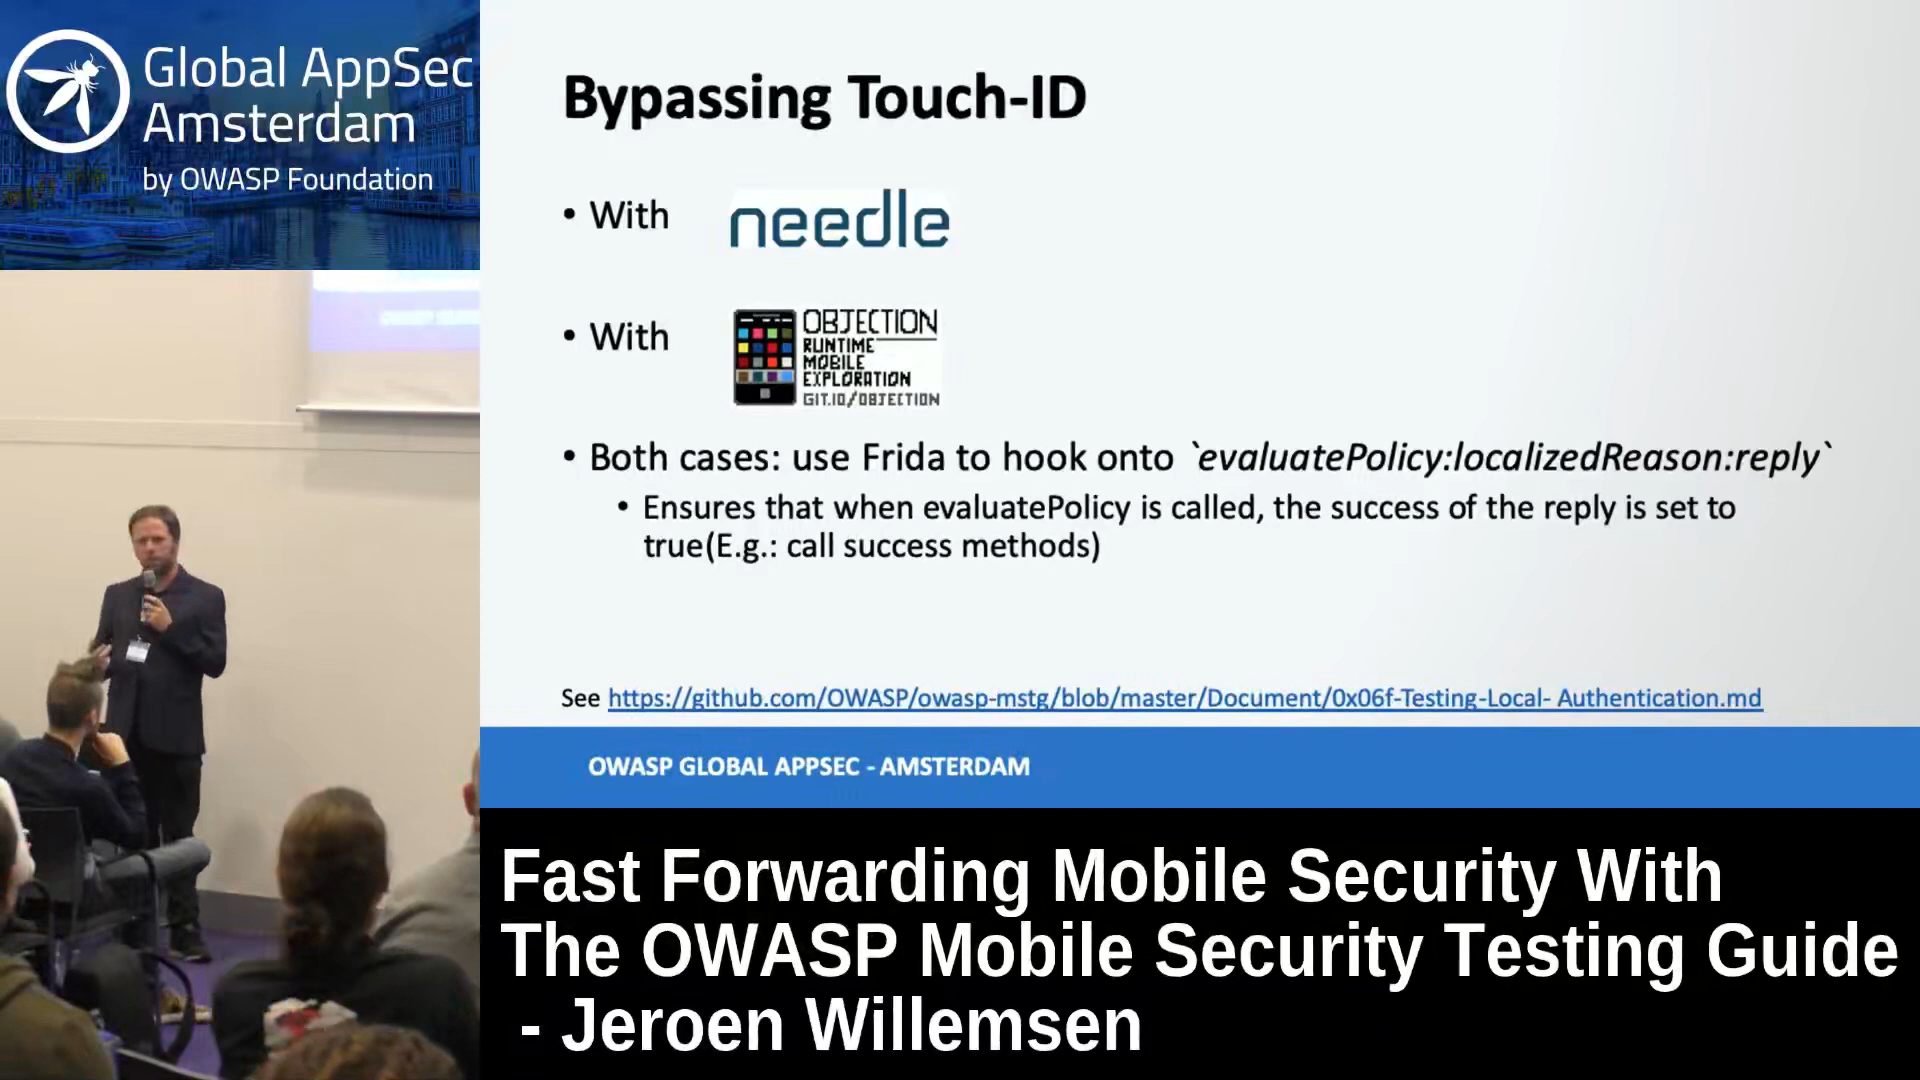 Global AppSec
Amsterdam
by OWASP Foundation
Bypassing Touch-ID
• With needle
• With OBJECTION
RUNTIME
MOBILE
EXPLORATION
GIT.IO/OBJECTION
• Both cases: use Frida to hook onto `evaluatePolicy:localizedReason:reply`
• Ensures that when evaluatePolicy is called, the success of the reply is set to
true(E.g.: call success methods)
See https://github.com/OWASP/owasp-mstg/blob/master/Document/0x06f-Testing-Local- Authentication.md
OWASP GLOBAL APPSEC - AMSTERDAM
Fast Forwarding Mobile Security With
The OWASP Mobile Security Testing Guide
- Jeroen Willemsen